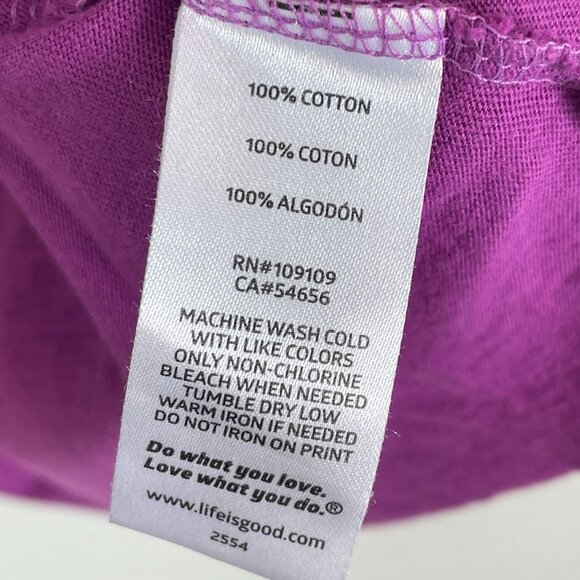 100% COTTON
100% COTON
100% ALGODÓN
RN#109109
CA#54656
MACHINE WASH COLD
WITH LIKE COLORS
ONLY NON-CHLORINE
BLEACH WHEN NEEDED
TUMBLE DRY LOW
WARM IRON IF NEEDED
DO NOT IRON ON PRINT
Do what you love.
Love what you do.®
www.lifeisgood.com
2554